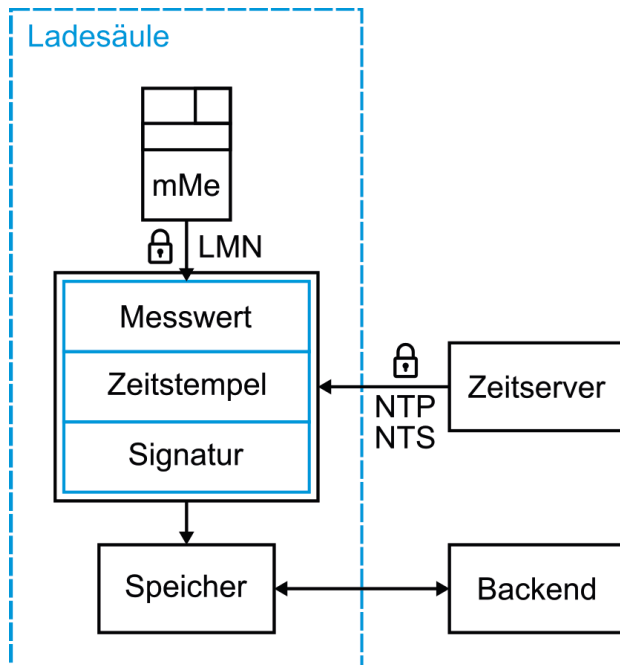 Ladesäule
mMe
LMN
Messwert
Zeitstempel
Signatur
NTP
NTS
Zeitserver
Speicher
Backend